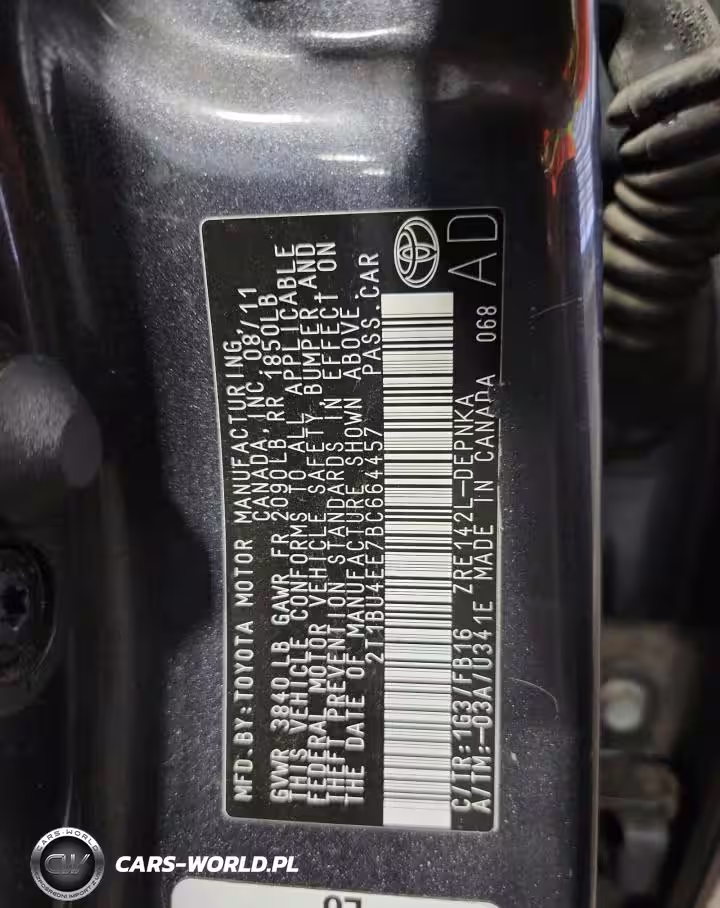 MFD.BY:TOYOTA MOTOR MANUFACTURING,
CANADA, INC. 08/11
GVWR 3840 LB GAWR FR 2090LB RR 1850LB
THIS VEHICLE CONFORMS TO ALL APPLICABLE
FEDERAL MOTOR VEHICLE SAFETY, BUMPER AND
THEFT PREVENTION STANDARDS IN EFFECT ON
THE DATE OF MANUFACTURE SHOWN ABOVE.
2T1BU4EE7BC664457 PASS.CAR
C/TR:1G3/FB16 ZRE142L-DEPNKA AD
A/TM:-03A/U341E MADE IN CANADA 068
CARS-WORLD
CW
CARS-WORLD.PL